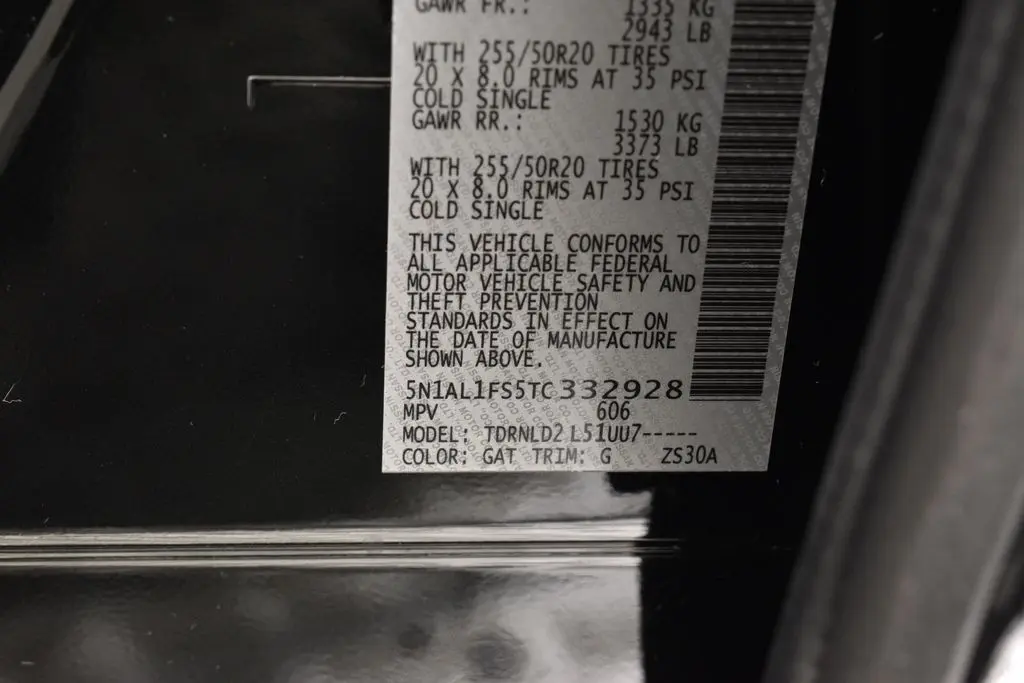 GAWR FR.: 1335 KG
2943 LB
WITH 255/50R20 TIRES
20 X 8.0 RIMS AT 35 PSI
COLD SINGLE
GAWR RR.: 1530 KG
3373 LB
WITH 255/50R20 TIRES
20 X 8.0 RIMS AT 35 PSI
COLD SINGLE
THIS VEHICLE CONFORMS TO
ALL APPLICABLE FEDERAL
MOTOR VEHICLE SAFETY AND
THEFT PREVENTION
STANDARDS IN EFFECT ON
THE DATE OF MANUFACTURE
SHOWN ABOVE.
5N1AL1FS5TC332928
MPV 606
MODEL: TDRNLD2 L51UU7-----
COLOR: GAT TRIM: G ZS30A